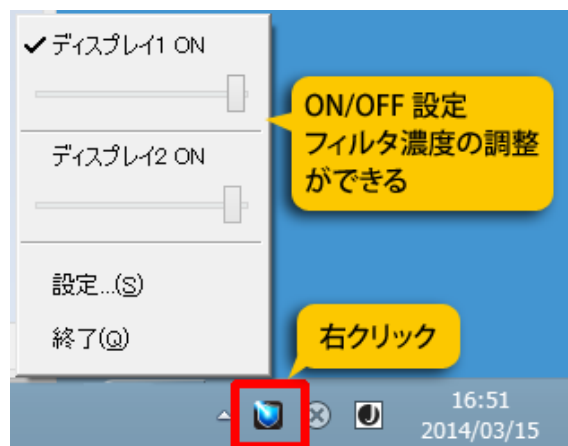 ディスプレイ1 ON
ON/OFF 設定
フィルタ濃度の調整
ができる
ディスプレイ2 ON
設定...(S)
終了(Q)
右クリック
16:51
2014/03/15